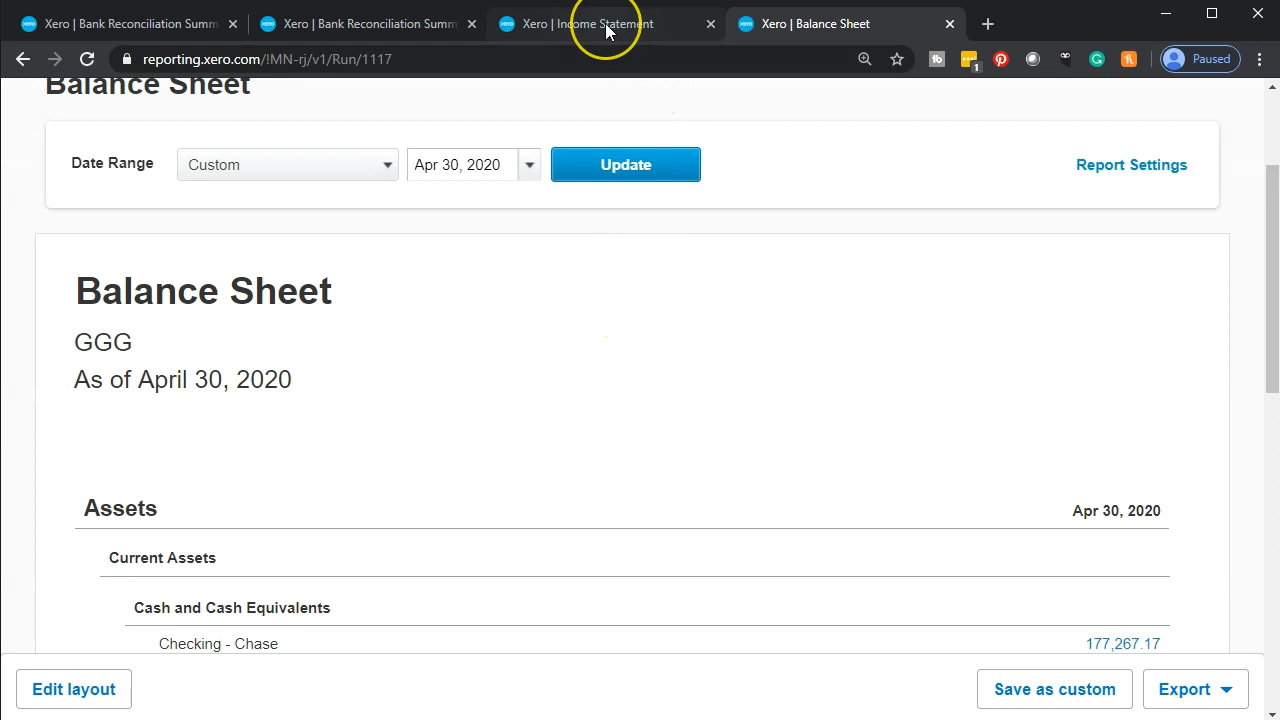 Xero | Bank Reconciliation Summ
Xero | Bank Reconciliation Summ
Xero | Income Statement
Xero | Balance Sheet
reporting.xero.com/!MN-rj/v1/Run/1117
1
Paused
Balance Sheet
Date Range
Custom
Apr 30, 2020
Update
Report Settings
Balance Sheet
GGG
As of April 30, 2020
Assets
Apr 30, 2020
Current Assets
Cash and Cash Equivalents
Checking - Chase
177,267.17
Edit layout
Save as custom
Export